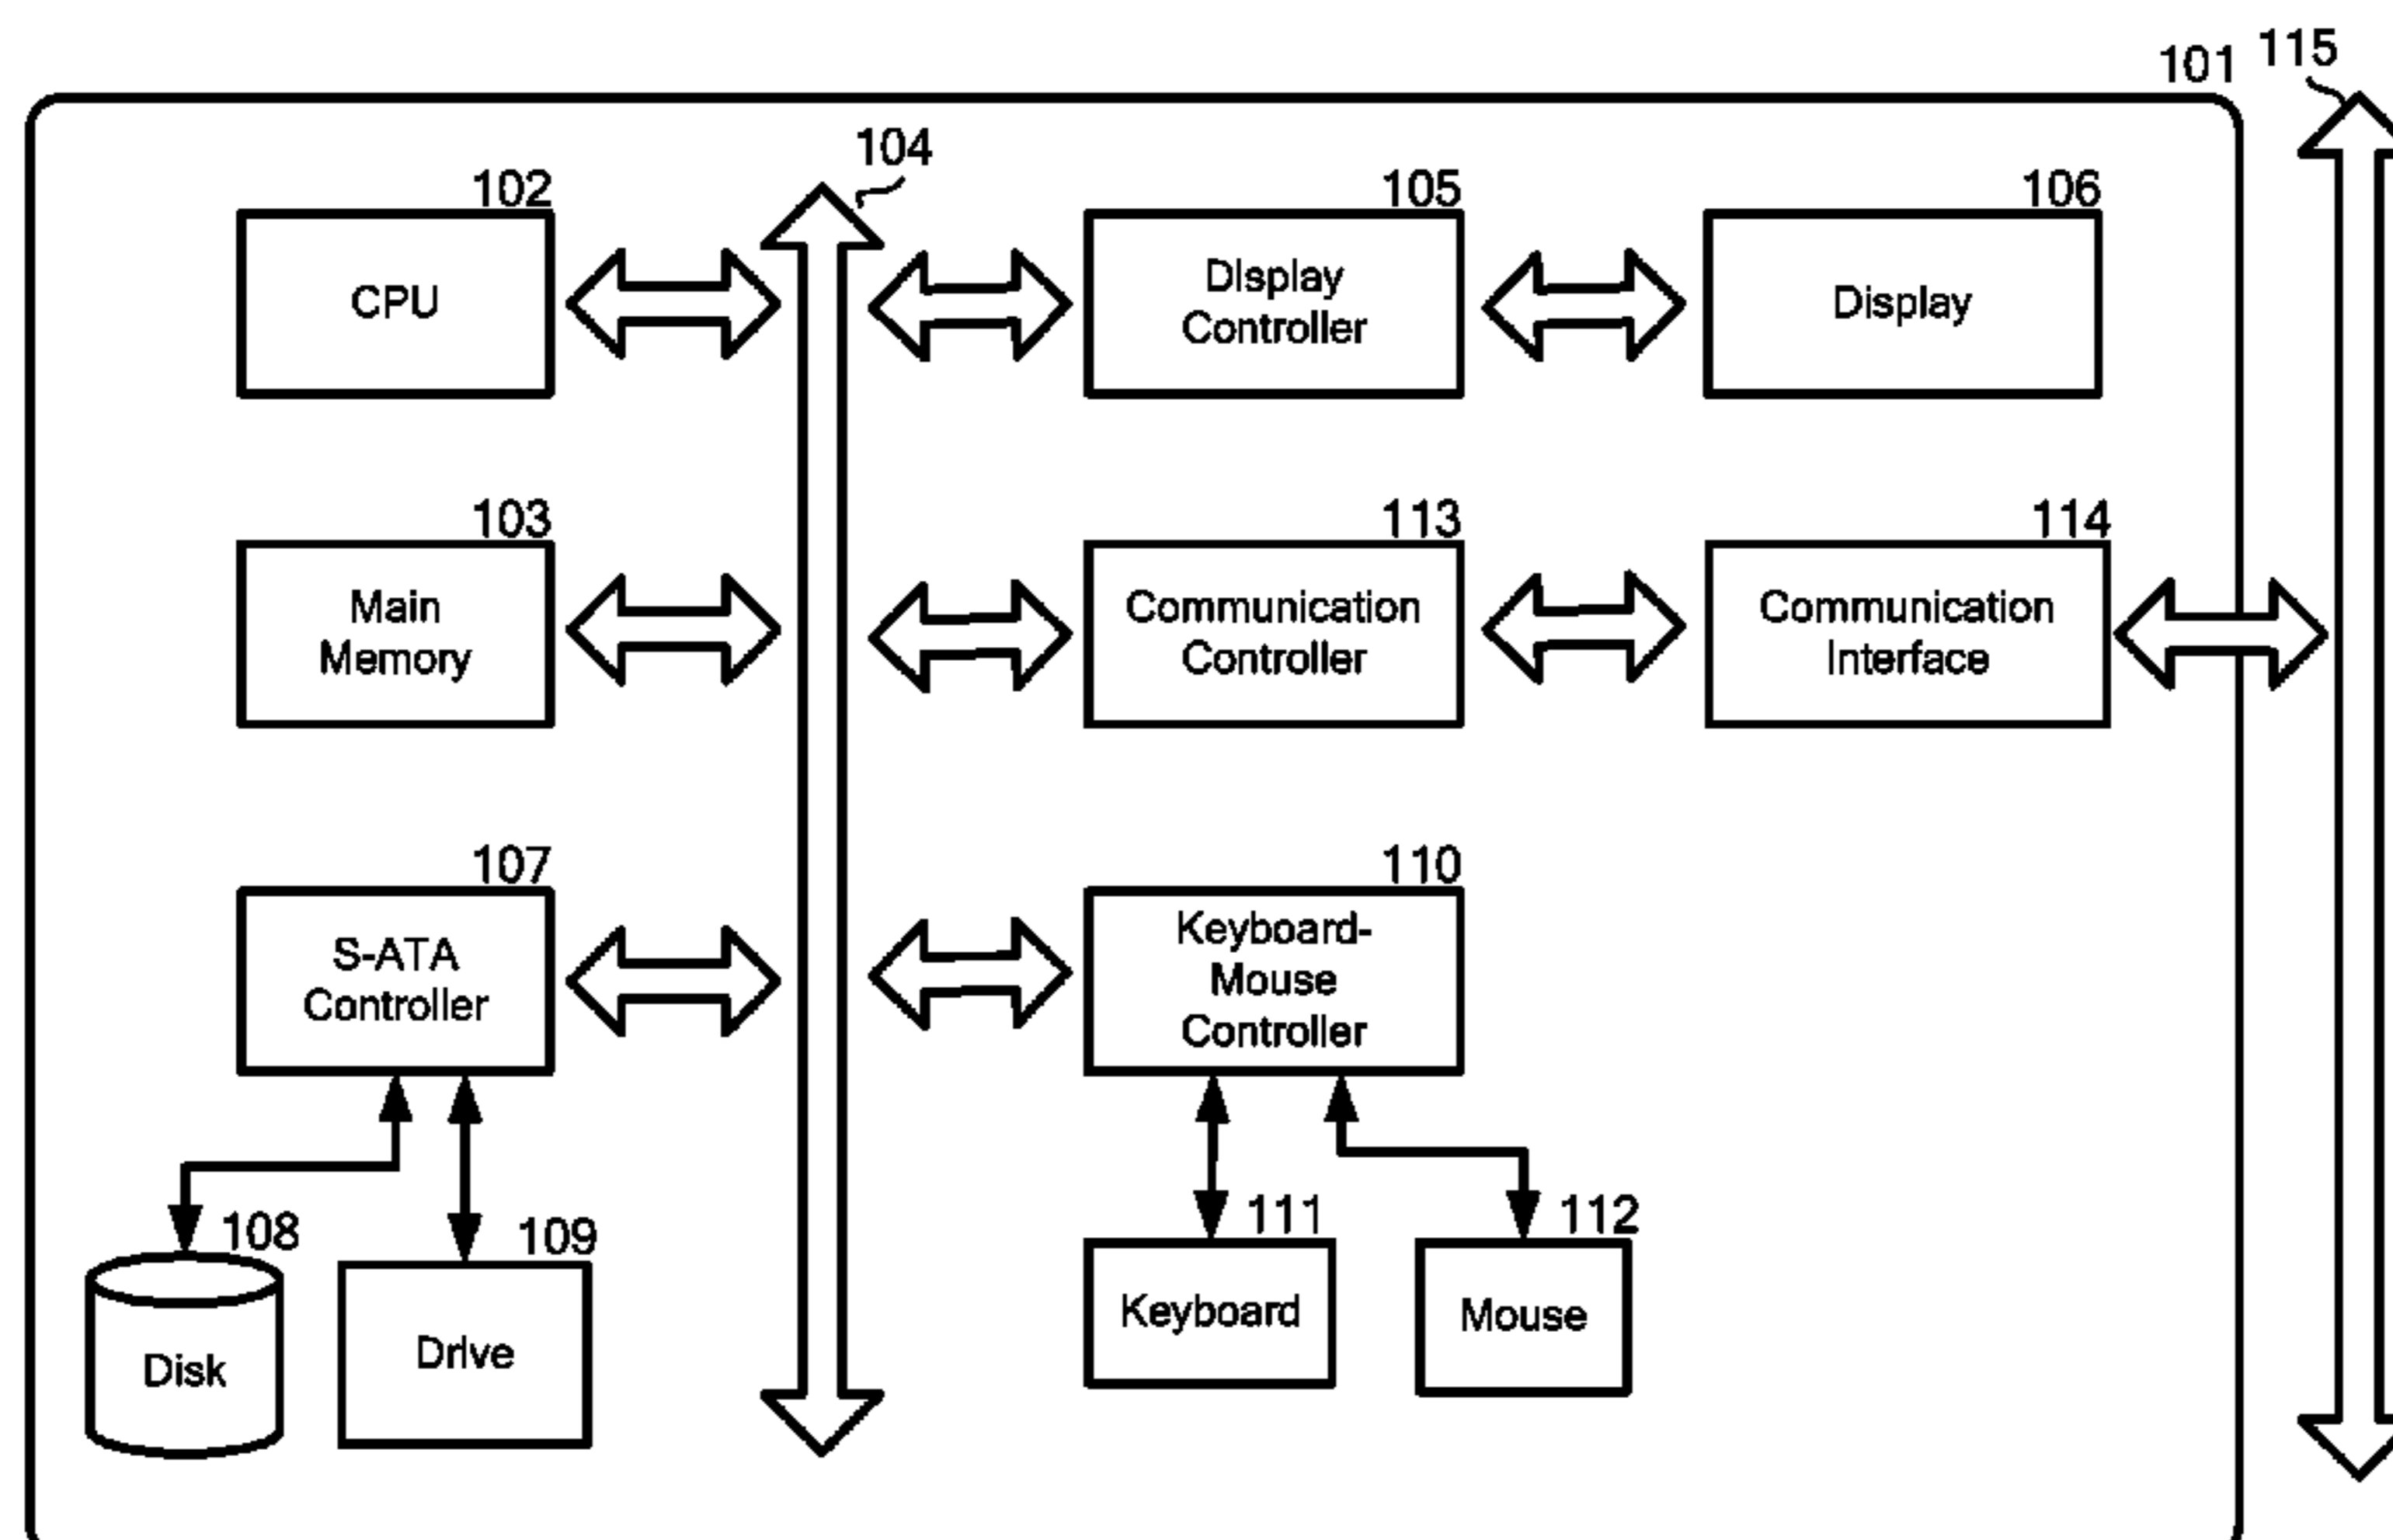 101
115
104
102
CPU
105
Display
Controller
106
Display
103
Main
Memory
113
Communication
Controller
114
Communication
Interface
107
S-ATA
Controller
110
Keyboard-
Mouse
Controller
108
Disk
109
Drive
111
Keyboard
112
Mouse